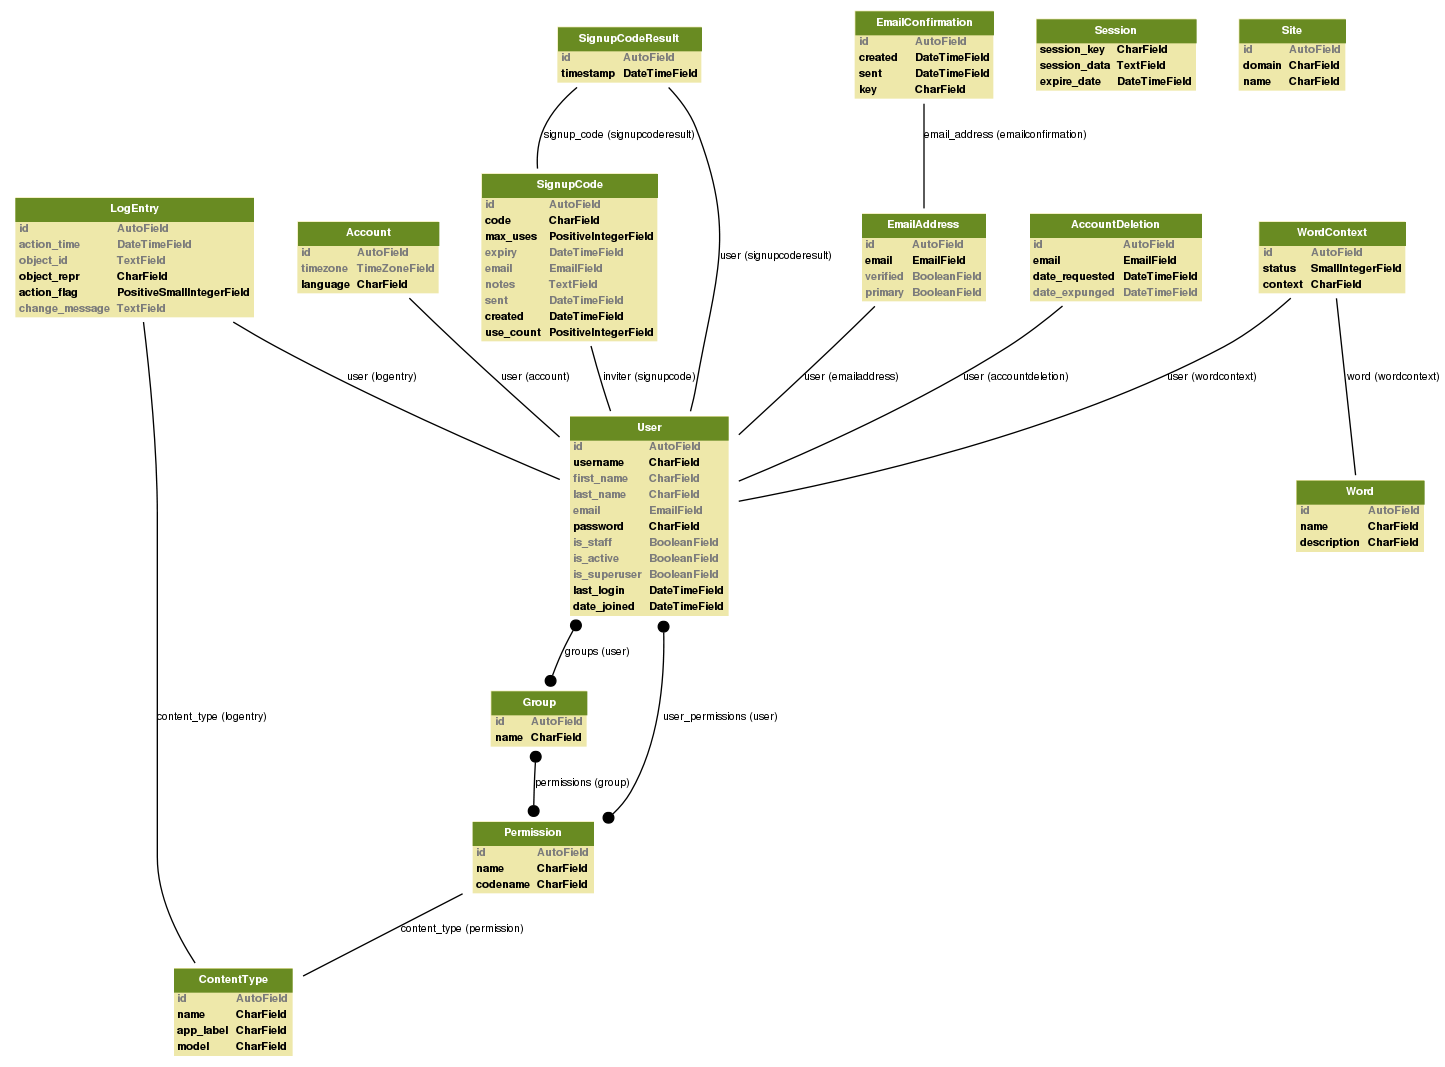 SignupCodeResult
id AutoField
timestamp DateTimeField
EmailConfirmation
id AutoField
created DateTimeField
sent DateTimeField
key CharField
Session
session_key CharField
session_data TextField
expire_date DateTimeField
Site
id AutoField
domain CharField
name CharField
signup_code (signupcoderesult)
email_address (emailconfirmation)
LogEntry
id AutoField
action_time DateTimeField
object_id TextField
object_repr CharField
action_flag PositiveSmallIntegerField
change_message TextField
Account
id AutoField
timezone TimeZoneField
language CharField
SignupCode
id AutoField
code CharField
max_uses PositiveIntegerField
expiry DateTimeField
email EmailField
notes TextField
sent DateTimeField
created DateTimeField
use_count PositiveIntegerField
user (signupcoderesult)
EmailAddress
id AutoField
email EmailField
verified BooleanField
primary BooleanField
AccountDeletion
id AutoField
email EmailField
date_requested DateTimeField
date_expunged DateTimeField
WordContext
id AutoField
status SmallIntegerField
context CharField
user (logentry)
user (account)
inviter (signupcode)
user (emailaddress)
user (accountdeletion)
user (wordcontext)
word (wordcontext)
User
id AutoField
username CharField
first_name CharField
last_name CharField
email EmailField
password CharField
is_staff BooleanField
is_active BooleanField
is_superuser BooleanField
last_login DateTimeField
date_joined DateTimeField
Word
id AutoField
name CharField
description CharField
groups (user)
Group
id AutoField
name CharField
content_type (logentry)
user_permissions (user)
permissions (group)
Permission
id AutoField
name CharField
codename CharField
content_type (permission)
ContentType
id AutoField
name CharField
app_label CharField
model CharField